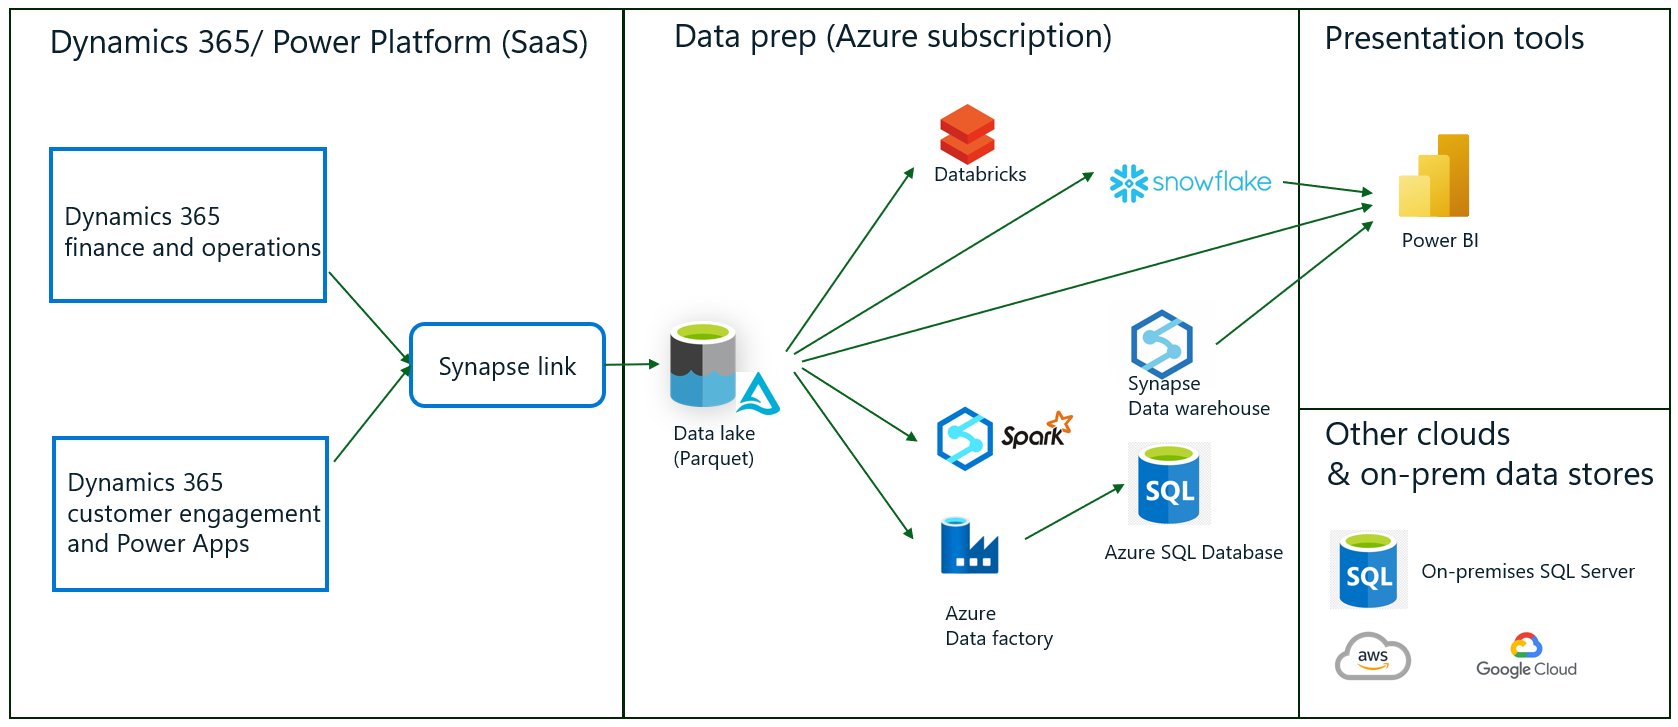 Dynamics 365/ Power Platform (SaaS)
Dynamics 365
finance and operations
Synapse link
Dynamics 365
customer engagement
and Power Apps
Data prep (Azure subscription)
Databricks
snowflake
Data lake
(Parquet)
Synapse
Data warehouse
Spark
SQL
Azure SQL Database
Azure
Data factory
Presentation tools
Power BI
Other clouds
& on-prem data stores
SQL
On-premises SQL Server
aws
Google Cloud